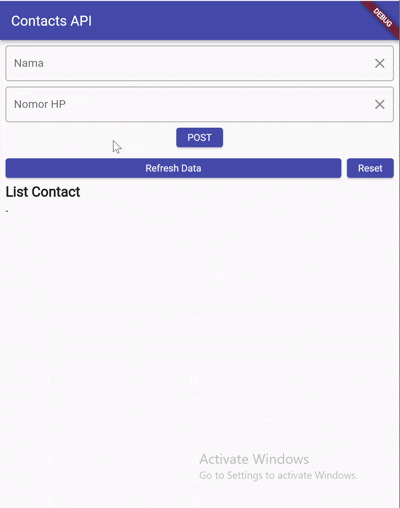 Contacts API
DEBUG
Nama
Nomor HP
POST
Refresh Data
Reset
List Contact
-
Activate Windows
Go to Settings to activate Windows.